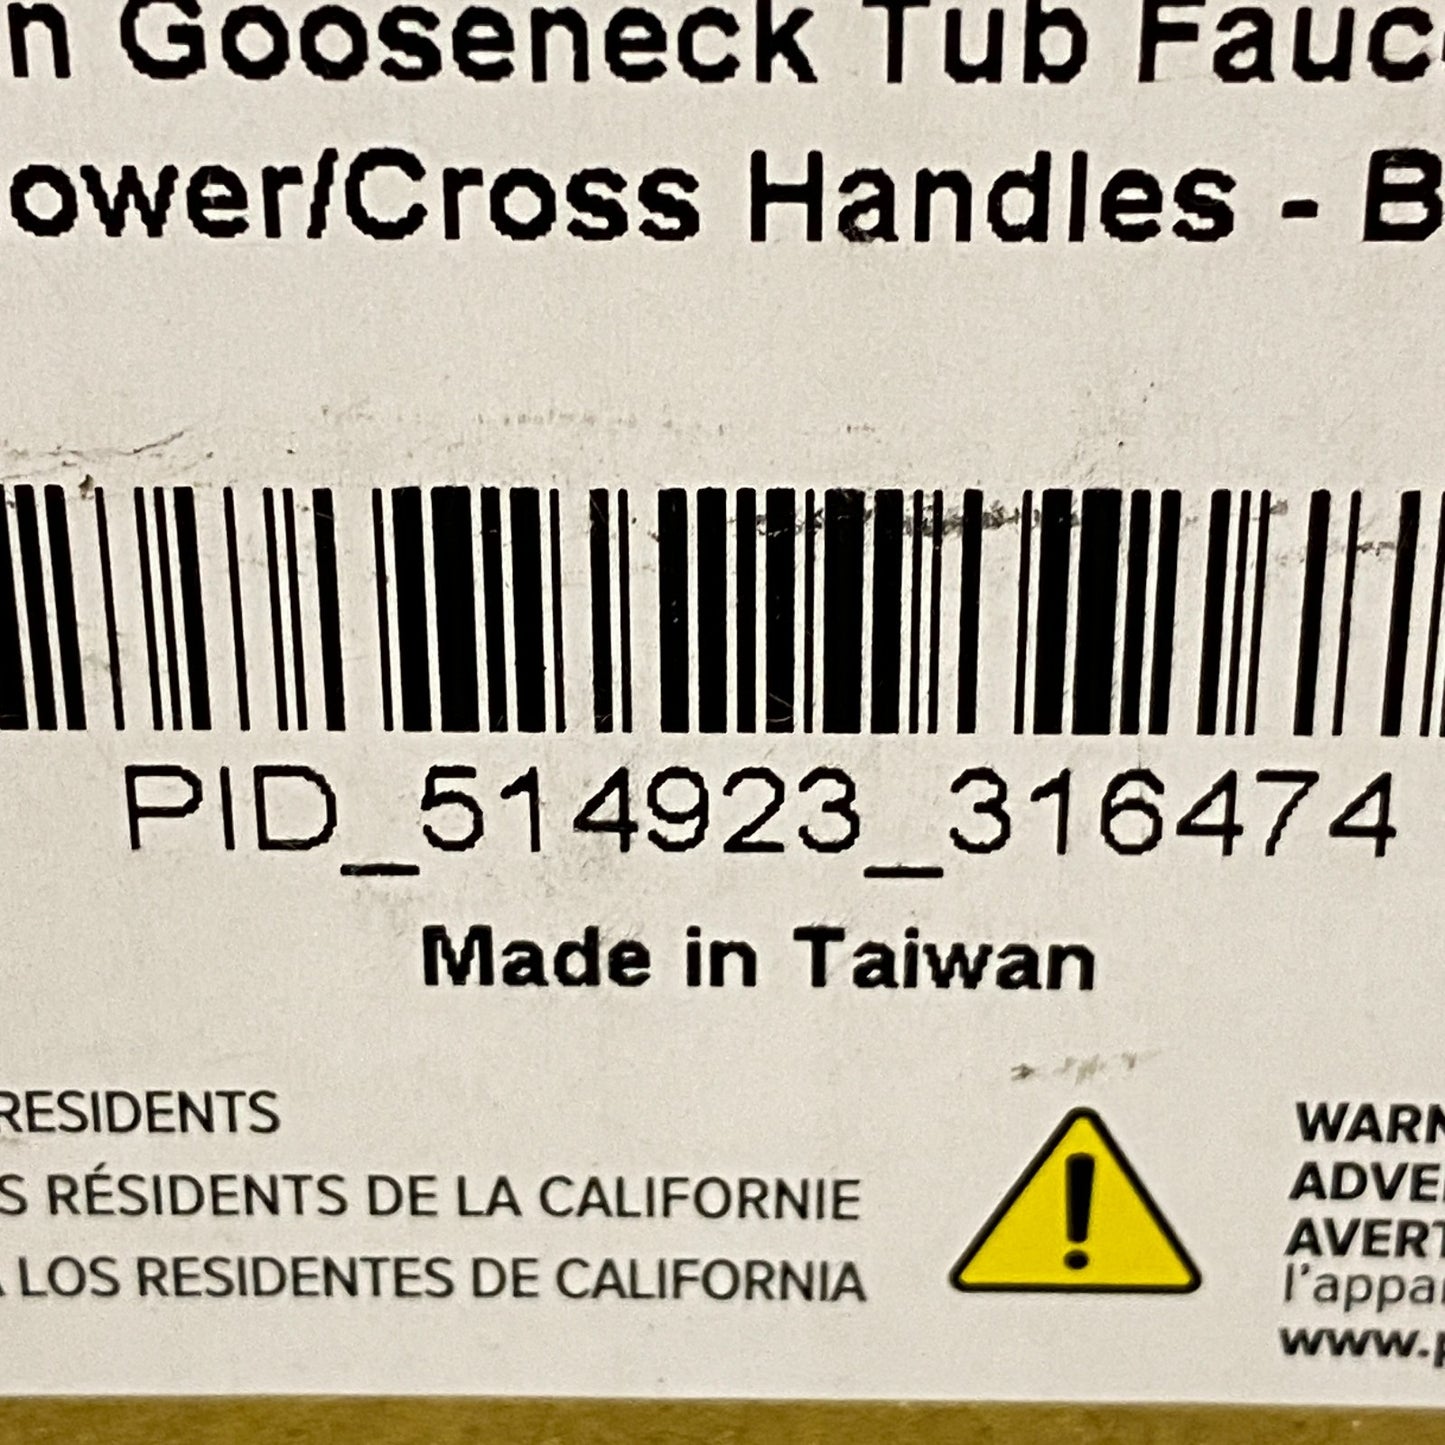 n Gooseneck Tub Fauc
ower/Cross Handles - B
PID_514923_316474
Made in Taiwan
RESIDENTS
S RÉSIDENTS DE LA CALIFORNIE
A LOS RESIDENTES DE CALIFORNIA
WARN
ADVE
AVERT
l'appa
www.p